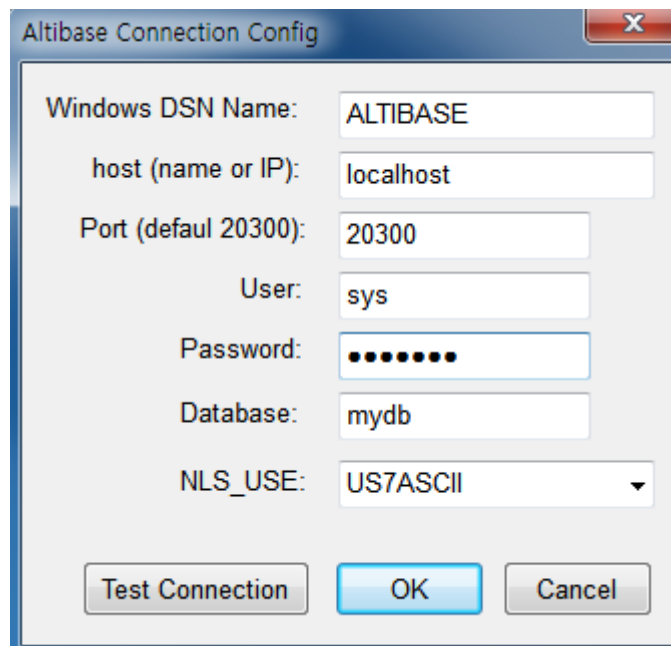 Altibase Connection Config
Windows DSN Name: ALTIBASE
host (name or IP): localhost
Port (defaul 20300): 20300
User: sys
Password: •••••••
Database: mydb
NLS_USE: US7ASCII
Test Connection OK Cancel